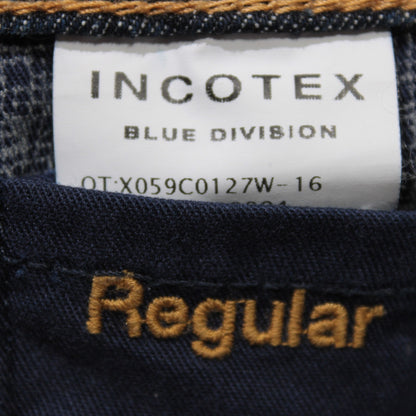 INCOTEX
BLUE DIVISION
OT:X059C0127W-16
Regular